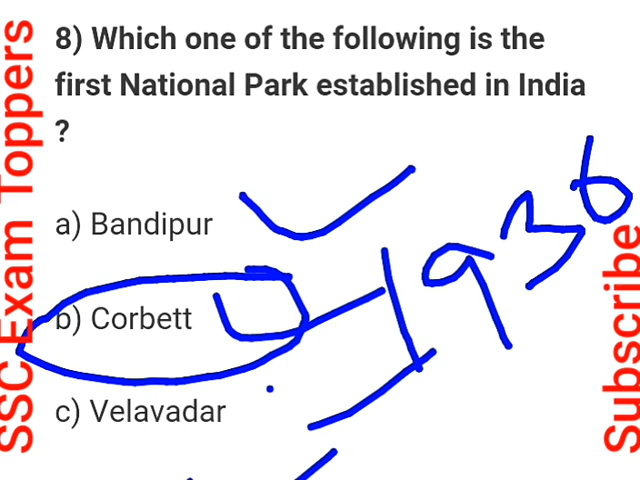 8) Which one of the following is the
first National Park established in India
?
a) Bandipur
b) Corbett
c) Velavadar
1936
SSC Exam Toppers
Subscribe